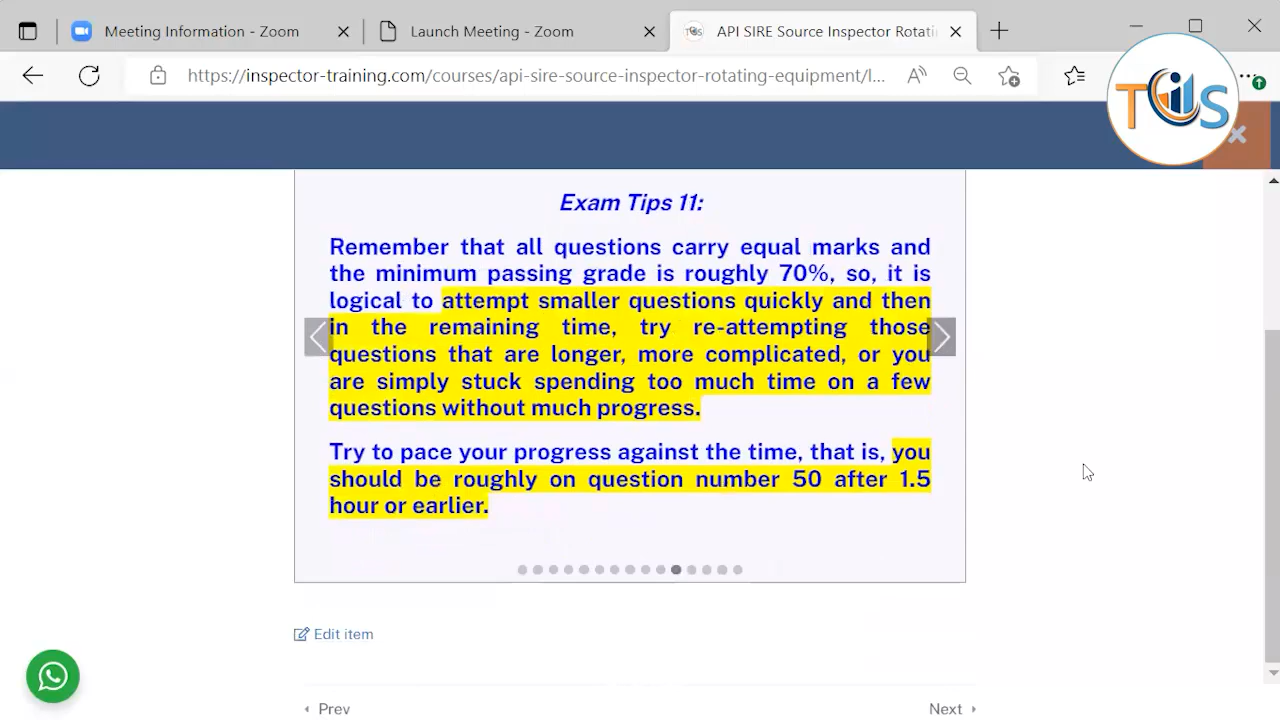 Meeting Information - Zoom
Launch Meeting - Zoom
API SIRE Source Inspector Rotati
https://inspector-training.com/courses/api-sire-source-inspector-rotating-equipment/l...
TIS
Exam Tips 11:
Remember that all questions carry equal marks and
the minimum passing grade is roughly 70%, so, it is
logical to attempt smaller questions quickly and then
in the remaining time, try re-attempting those
questions that are longer, more complicated, or you
are simply stuck spending too much time on a few
questions without much progress.
Try to pace your progress against the time, that is, you
should be roughly on question number 50 after 1.5
hour or earlier.
Edit item
Prev
Next